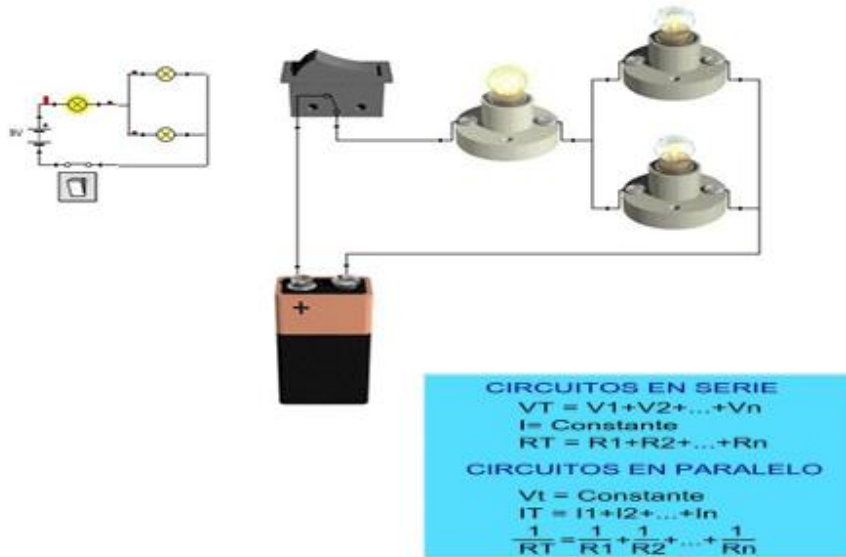 9V
+
CIRCUITOS EN SERIE
VT = V1+V2+...+Vn
I= Constante
RT = R1+R2+...+Rn
CIRCUITOS EN PARALELO
Vt = Constante
IT = I1+I2+...+In
1/RT = 1/R1 + 1/R2 +...+ 1/Rn